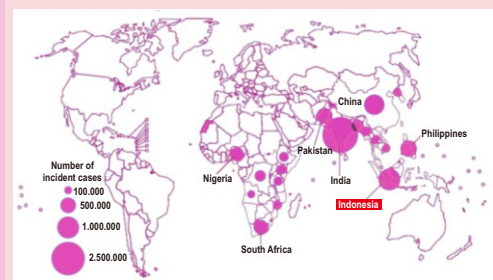 China
Philippines
Pakistan
Nigeria
India
Indonesia
South Africa
Number of
incident cases
100.000
500.000
1.000.000
2.500.000